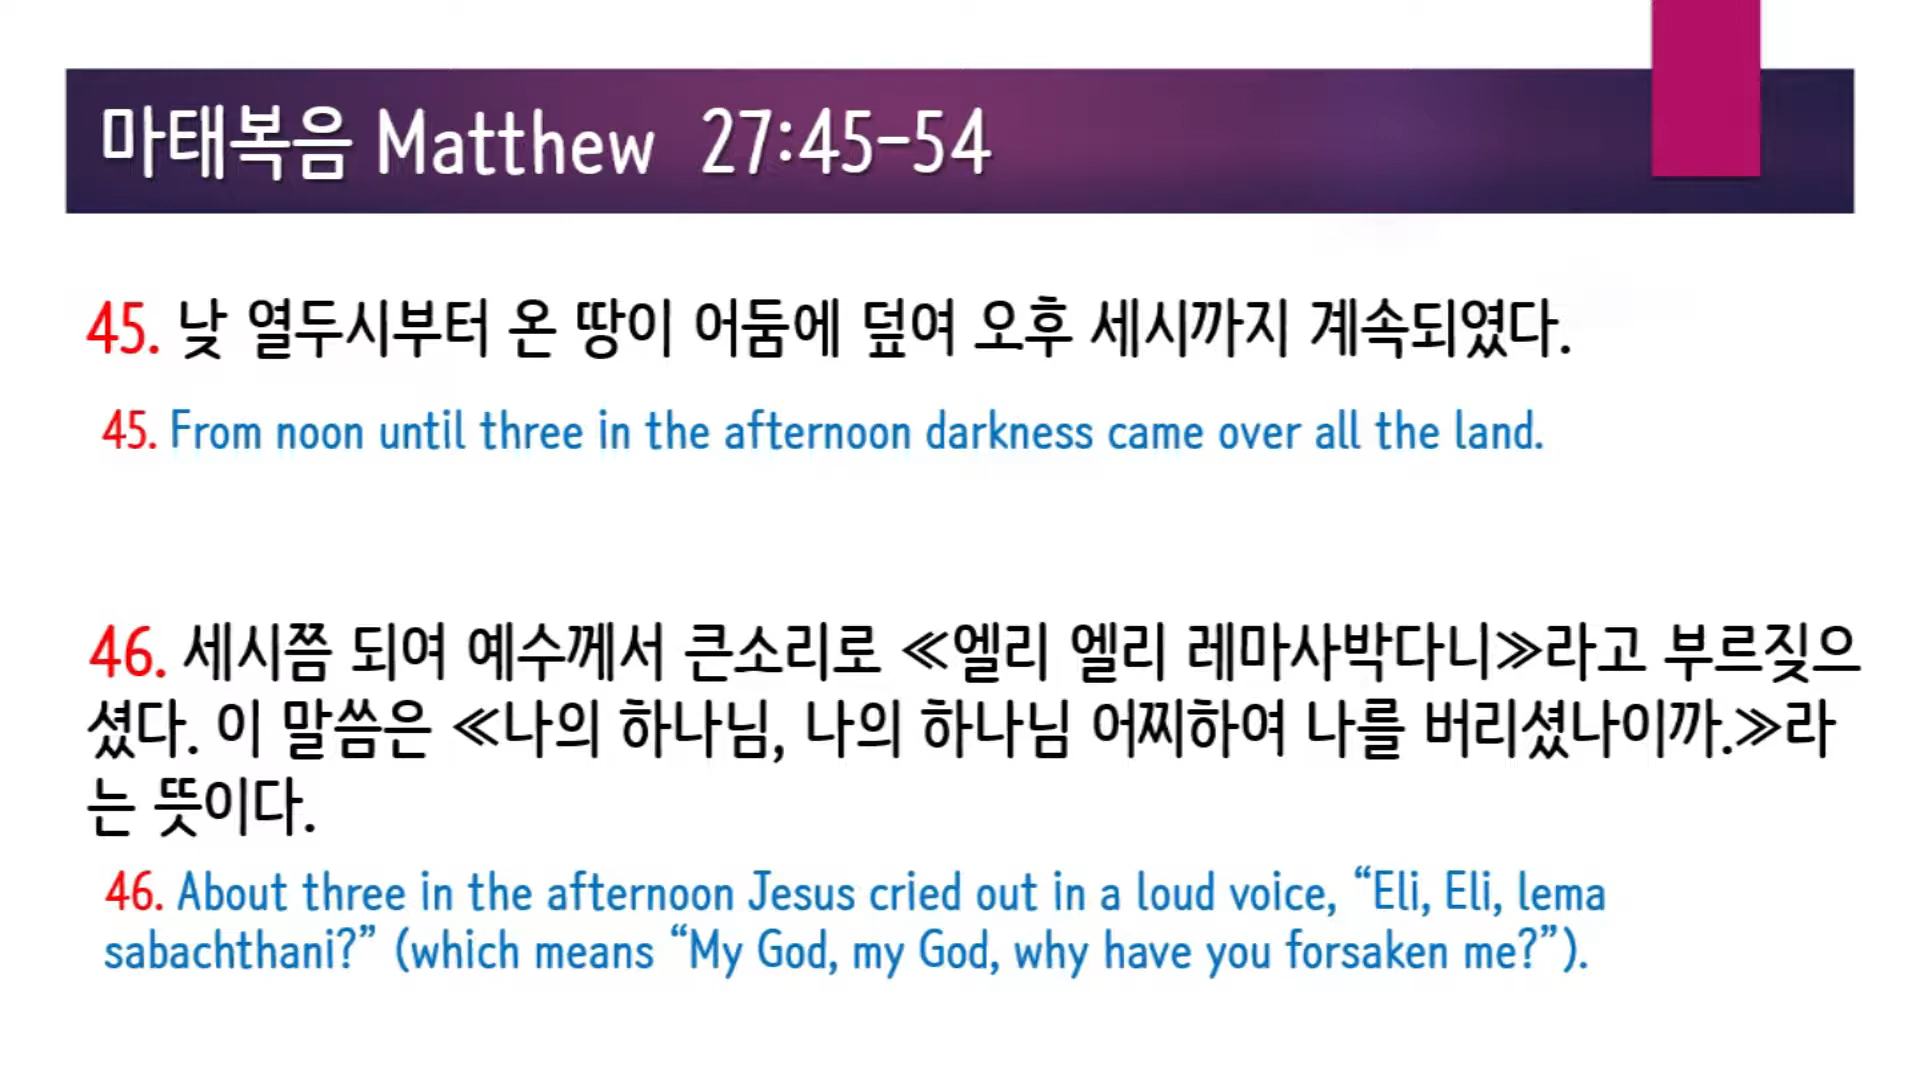 마태복음 Matthew 27:45-54
45. 낮 열두시부터 온 땅이 어둠에 덮여 오후 세시까지 계속되였다.
45. From noon until three in the afternoon darkness came over all the land.
46. 세시쯤 되여 예수께서 큰소리로 ≪엘리 엘리 레마사박다니≫라고 부르짖으
셨다. 이 말씀은 ≪나의 하나님, 나의 하나님 어찌하여 나를 버리셨나이까.≫라
는 뜻이다.
46. About three in the afternoon Jesus cried out in a loud voice, “Eli, Eli, lema
sabachthani?” (which means “My God, my God, why have you forsaken me?”).